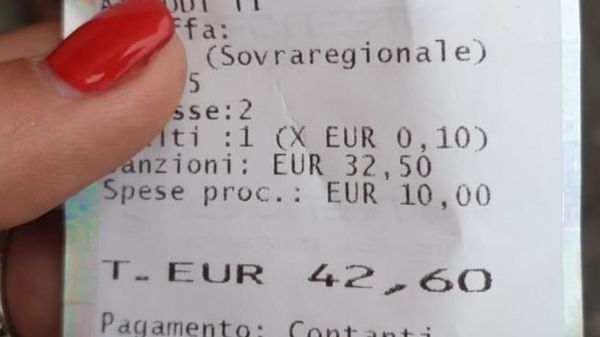 ffa:
(Sovraregionale)
5
sse:2
lti :1 (X EUR 0,10)
anzioni: EUR 32,50
Spese proc.: EUR 10,00
T. EUR 42,60
Pagamento: Contanti